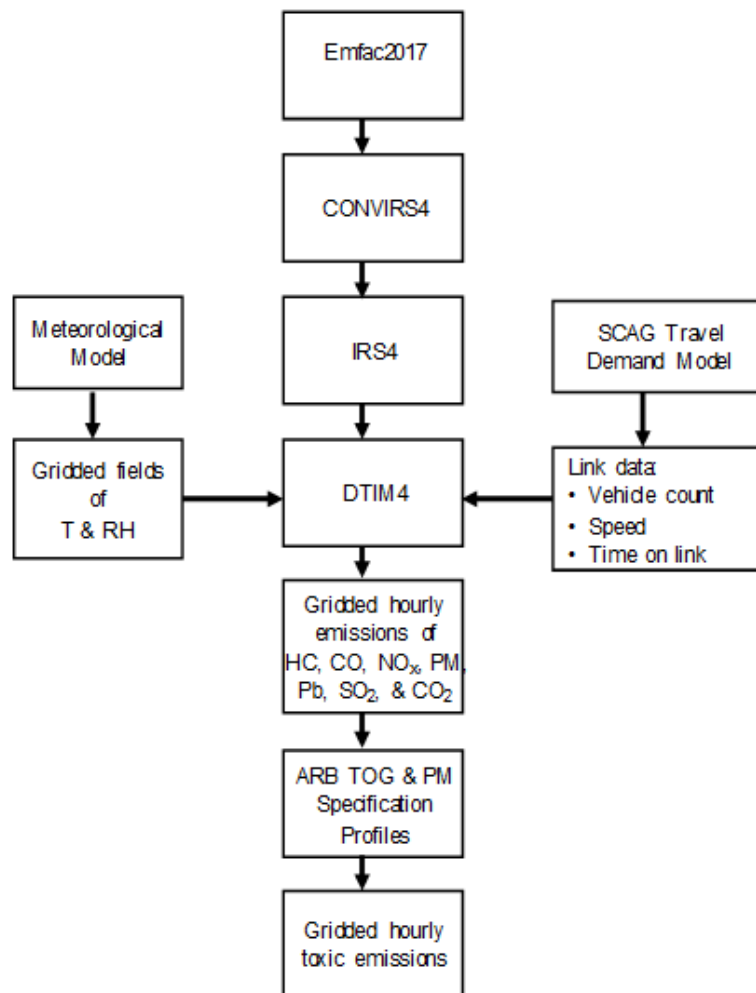 Emfac2017
CONVIRS4
IRS4
Meteorological
Model
SCAG Travel
Demand Model
Gridded fields
of
T & RH
DTIM4
Link data:
• Vehicle count
• Speed
• Time on link
Gridded hourly
emissions of
HC, CO, NOₓ, PM,
Pb, SO₂, & CO₂
ARB TOG & PM
Specification
Profiles
Gridded hourly
toxic emissions